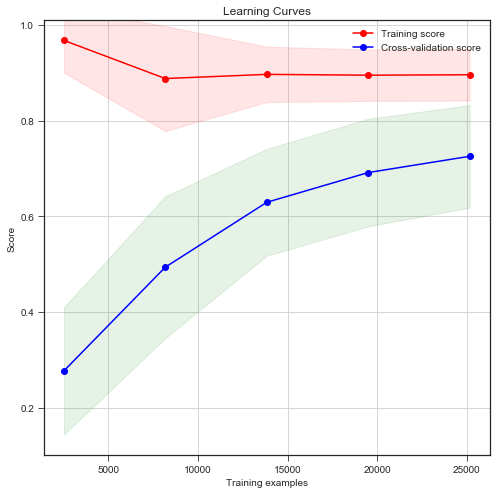 Learning Curves
Training score
Cross-validation score
1.0
0.8
0.6
0.4
0.2
Score
5000 10000 15000 20000 25000
Training examples